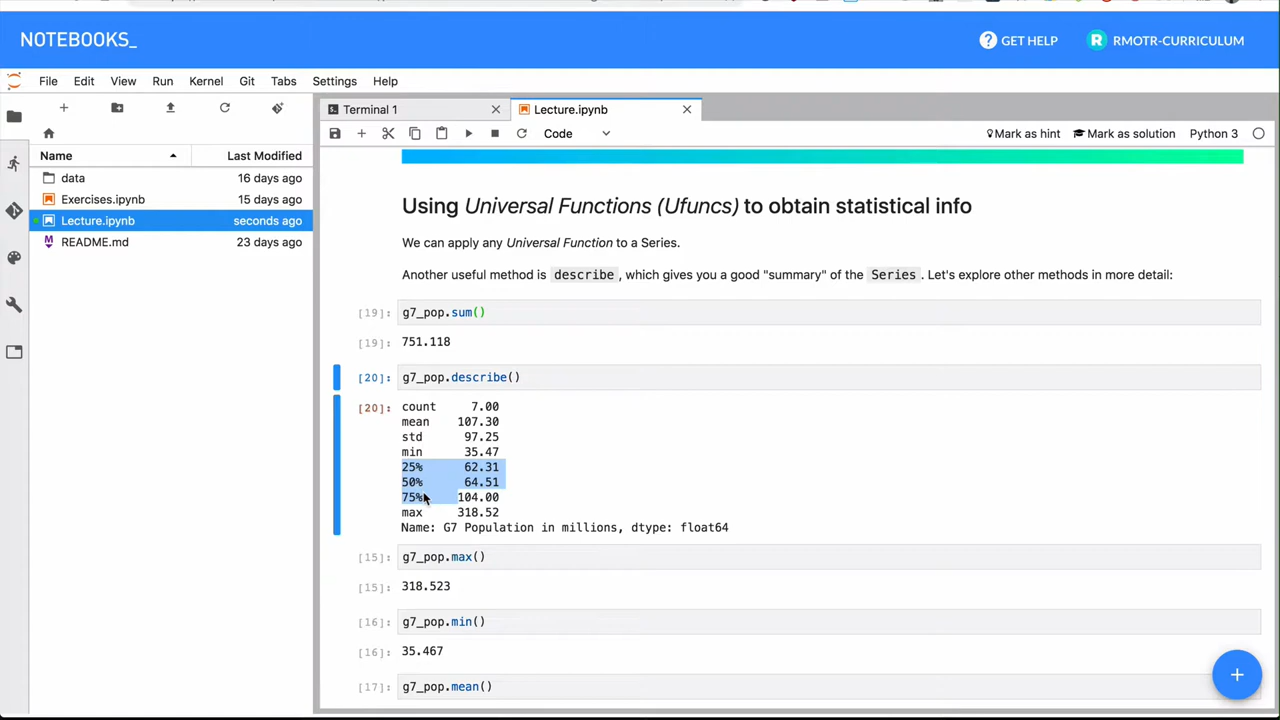 NOTEBOOKS_
GET HELP
R RMOTR-CURRICULUM
File Edit View Run Kernel Git Tabs Settings Help
Name Last Modified
data 16 days ago
Exercises.ipynb 15 days ago
Lecture.ipynb seconds ago
README.md 23 days ago
Terminal 1
Lecture.ipynb
Code
Mark as hint Mark as solution Python 3
Using Universal Functions (Ufuncs) to obtain statistical info
We can apply any Universal Function to a Series.
Another useful method is describe, which gives you a good "summary" of the Series. Let's explore other methods in more detail:
[19]: g7_pop.sum()
[19]: 751.118
[20]: g7_pop.describe()
[20]: count 7.00
mean 107.30
std 97.25
min 35.47
25% 62.31
50% 64.51
75% 104.00
max 318.52
Name: G7 Population in millions, dtype: float64
[15]: g7_pop.max()
[15]: 318.523
[16]: g7_pop.min()
[16]: 35.467
[17]: g7_pop.mean()